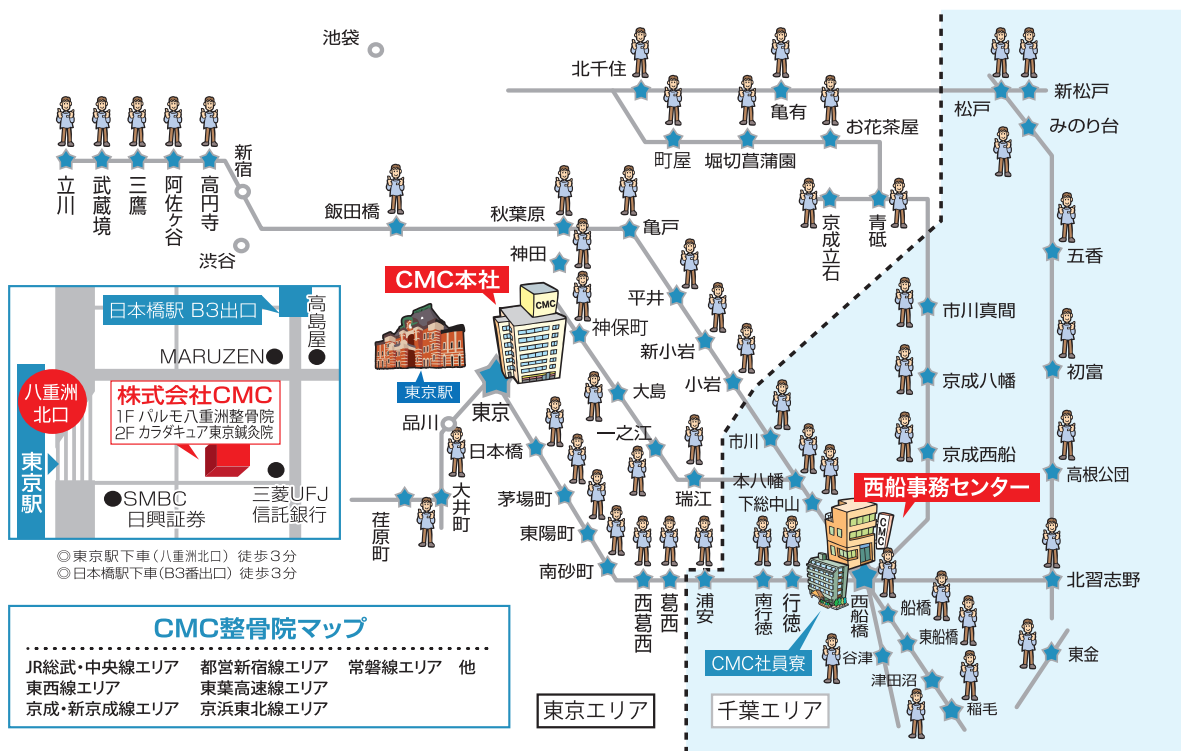 池袋
北千住
亀有
松戸
新松戸
みのり台
お花茶屋
町屋
堀切菖蒲園
立川
武蔵境
三鷹
阿佐ヶ谷
高円寺
新宿
渋谷
飯田橋
秋葉原
亀戸
神田
京成立石
青砥
五香
CMC本社
CMC
平井
神保町
新小岩
小岩
市川真間
初富
京成八幡
東京駅
東京
品川
大島
一之江
市川
京成西船
日本橋
本八幡
高根公団
瑞江
下総中山
西船事務センター
CMC
大井町
荏原町
茅場町
東陽町
南砂町
西葛西
葛西
浦安
南行徳
行徳
西船橋
北習志野
船橋
東船橋
谷津
津田沼
稲毛
東金
CMC社員寮
日本橋駅 B3出口
高島屋
MARUZEN
八重洲
北口
株式会社CMC
1F パルモ八重洲整骨院
2F カラダキュア東京鍼灸院
東京駅
SMBC
日興証券
三菱UFJ
信託銀行
◎東京駅下車(八重洲北口) 徒歩3分
◎日本橋駅下車(B3番出口) 徒歩3分
CMC整骨院マップ
JR総武・中央線エリア 都営新宿線エリア 常磐線エリア 他
東西線エリア 東葉高速線エリア
京成・新京成線エリア 京浜東北線エリア
東京エリア
千葉エリア